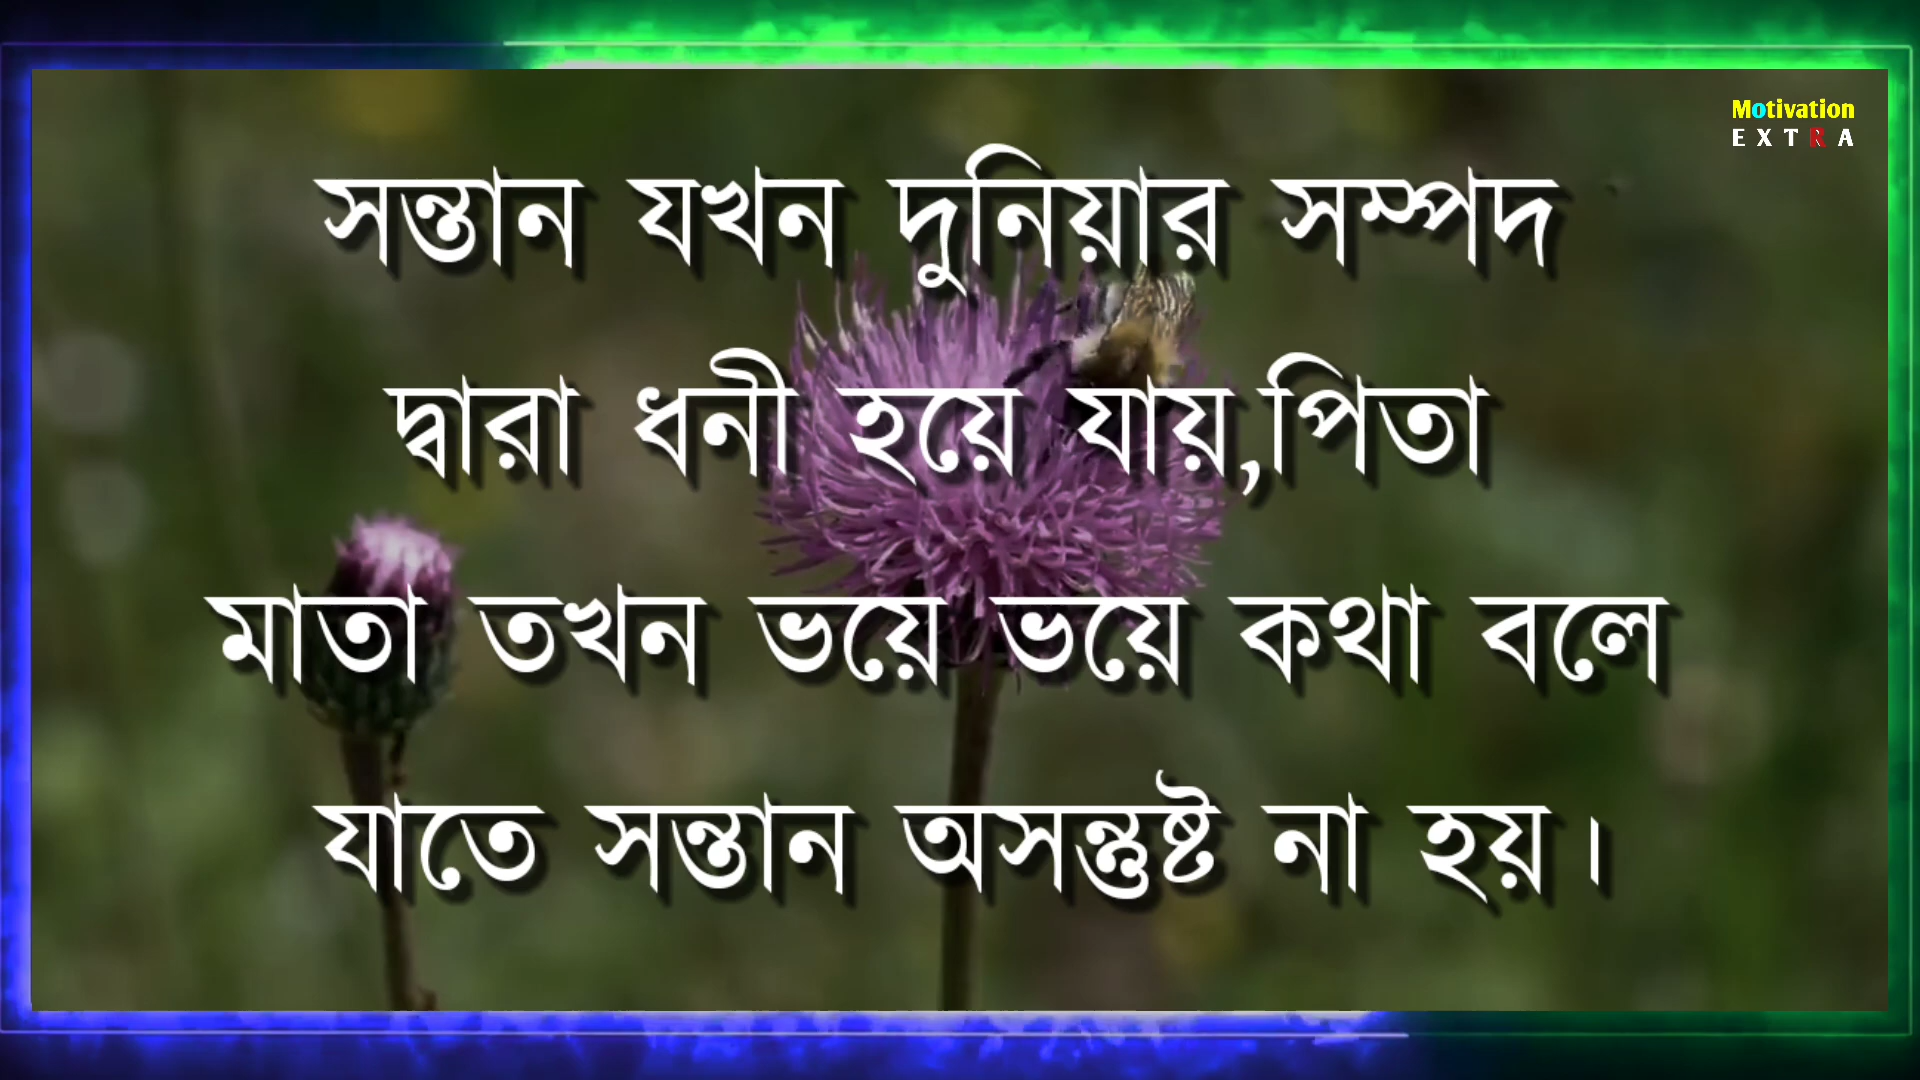 Motivation
EXTRA
সন্তান যখন দুনিয়ার সম্পদ
দ্বারা ধনী হয়ে যায়,পিতা
মাতা তখন ভয়ে ভয়ে কথা বলে
যাতে সন্তান অসন্তুষ্ট না হয়।